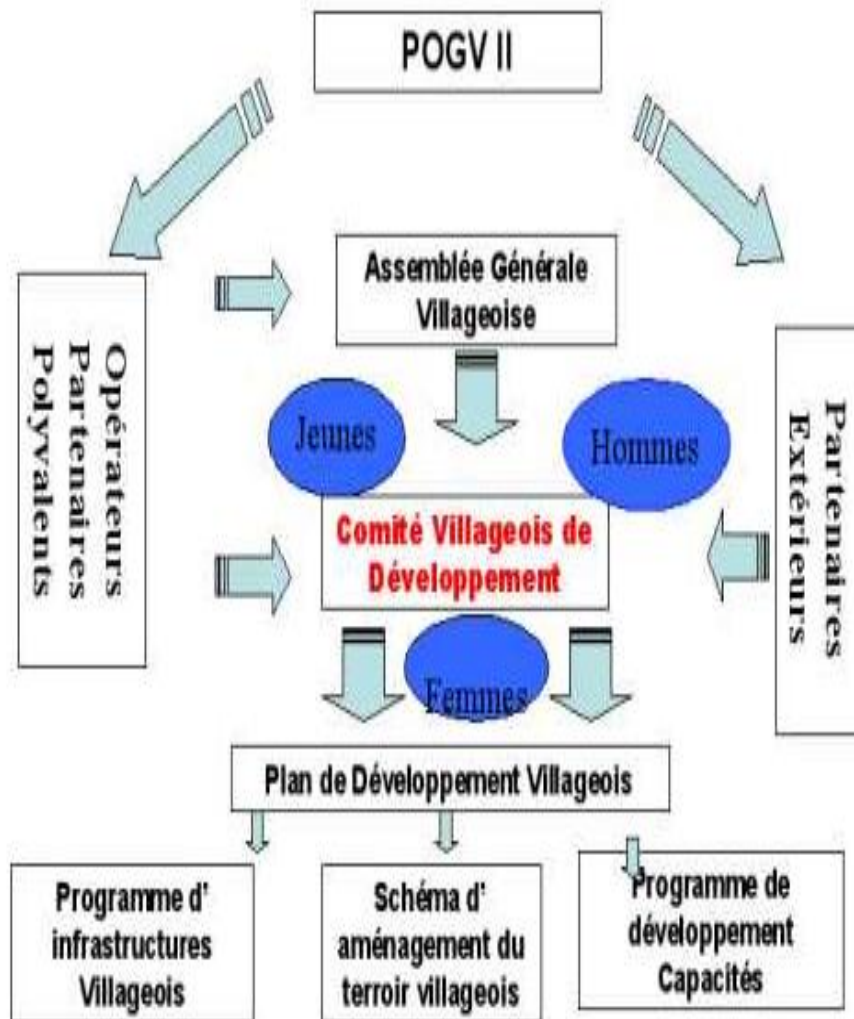 POGV II
Assemblée Générale
Villageoise
Opérateurs
Partenaires
Polyvalents
Jeunes
Hommes
Partenaires
Extérieurs
Comité Villageois de
Développement
Femmes
Plan de Développement Villageois
Programme d'
infrastructures
Villageois
Schéma d'
aménagement du
terroir villageois
Programme de
développement
Capacités